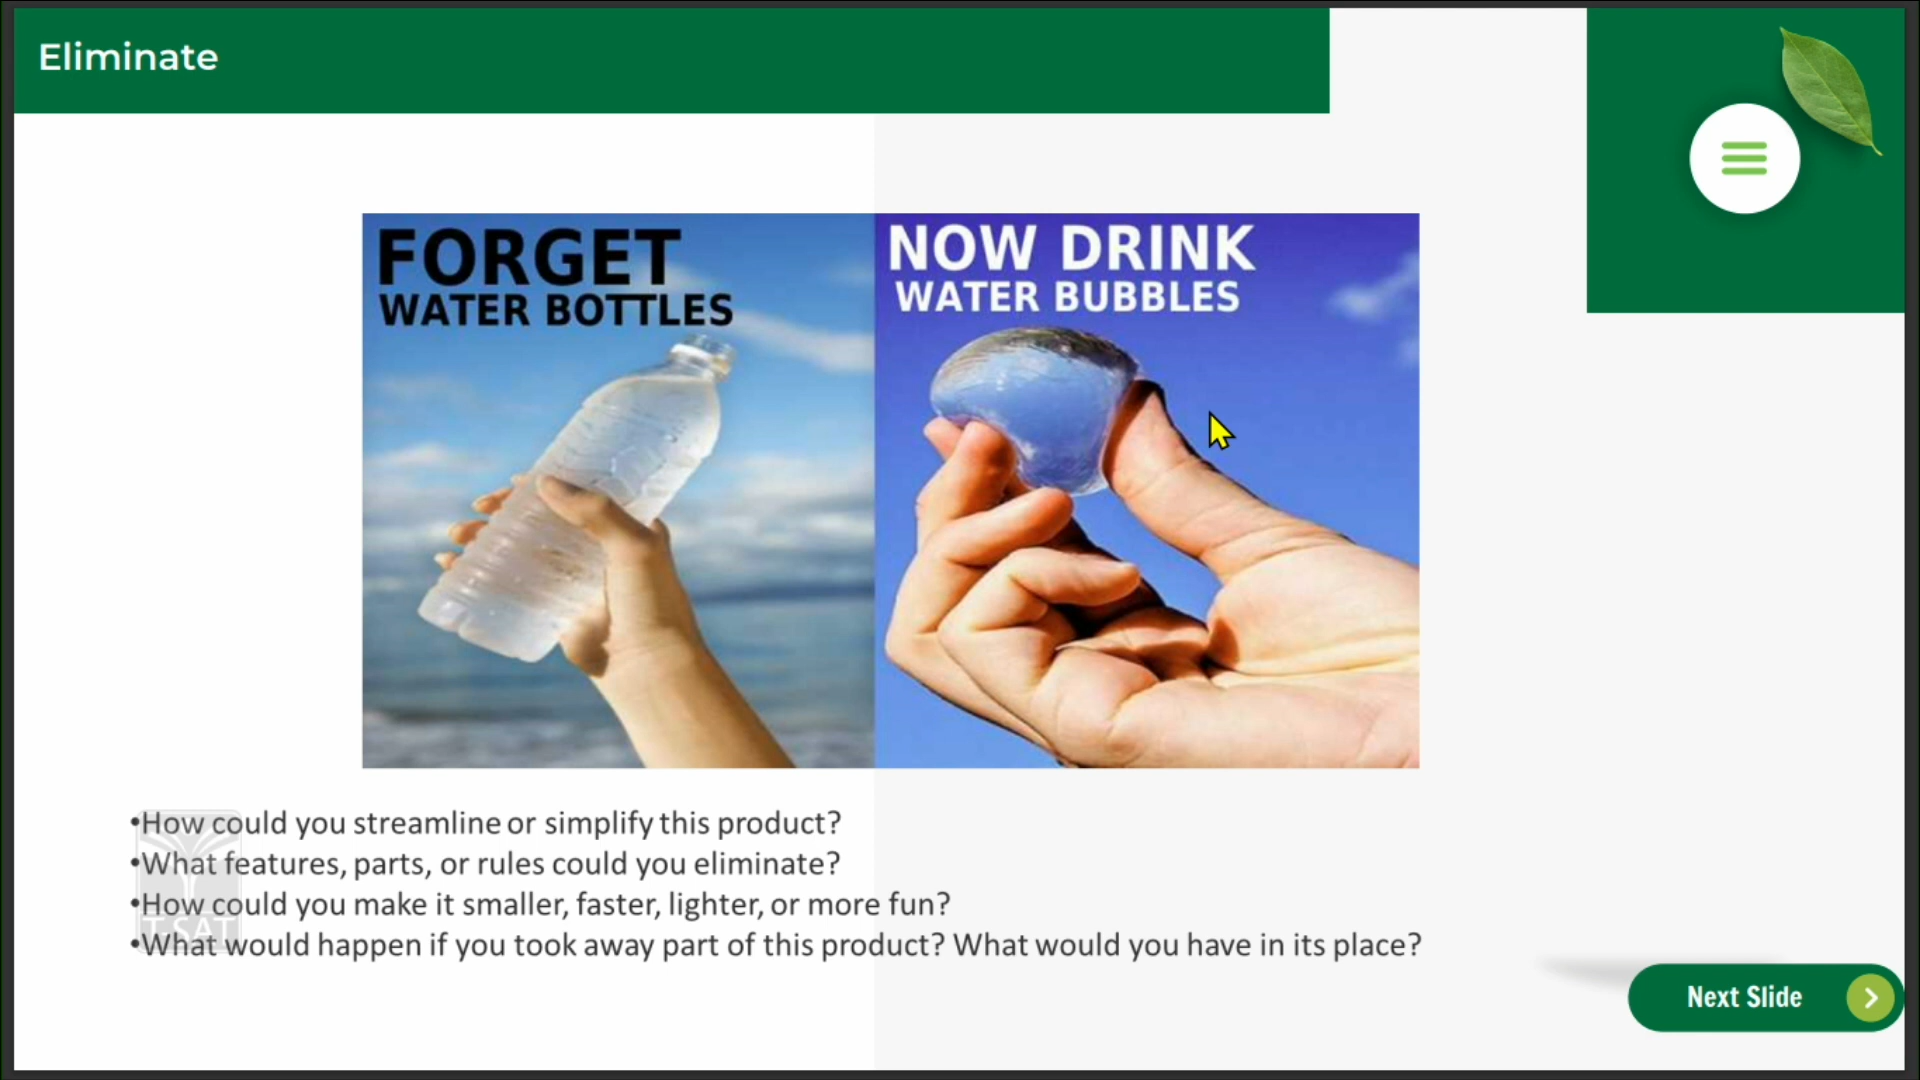 Eliminate
FORGET
WATER BOTTLES
NOW DRINK
WATER BUBBLES
•How could you streamline or simplify this product?
•What features, parts, or rules could you eliminate?
•How could you make it smaller, faster, lighter, or more fun?
•What would happen if you took away part of this product? What would you have in its place?
T-SAT
Next Slide